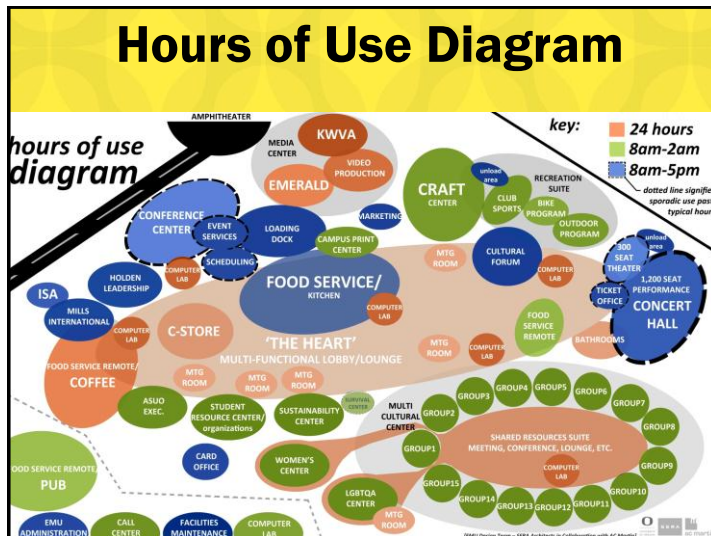 Hours of Use Diagram
AMPHITHEATER
hours of use
diagram
key:
24 hours
8am-2am
8am-5pm
dotted line signifie
sporadic use past
typical hour
MEDIA
CENTER
KWVA
VIDEO
PRODUCTION
EMERALD
CRAFT
CENTER
unload
area
RECREATION
SUITE
CLUB
SPORTS
BIKE
PROGRAM
OUTDOOR
PROGRAM
CONFERENCE
CENTER
EVENT
SERVICES
LOADING
DOCK
MARKETING
CAMPUS PRINT
CENTER
SCHEDULING
MTG
ROOM
CULTURAL
FORUM
COMPUTER
LAB
300
SEAT
THEATER
unload
area
TICKET
OFFICE
1,200 SEAT
PERFORMANCE
CONCERT
HALL
HOLDEN
LEADERSHIP
COMPUTER
LAB
FOOD SERVICE/
KITCHEN
COMPUTER
LAB
ISA
MILLS
INTERNATIONAL
COMPUTER
LAB
C-STORE
'THE HEART'
MULTI-FUNCTIONAL LOBBY/LOUNGE
FOOD
SERVICE
REMOTE
BATHROOMS
MTG
ROOM
COMPUTER
LAB
FOOD SERVICE REMOTE/
COFFEE
MTG
ROOM
MTG
ROOM
MTG
ROOM
ASUO
EXEC.
STUDENT
RESOURCE CENTER/
organizations
SUSTAINABILITY
CENTER
SURVIVAL
CENTER
MULTI
CULTURAL
CENTER
GROUP1
GROUP2
GROUP3
GROUP4
GROUP5
GROUP6
GROUP7
GROUP8
GROUP9
GROUP10
GROUP11
GROUP12
GROUP13
GROUP14
GROUP15
SHARED RESOURCES SUITE
MEETING, CONFERENCE, LOUNGE, ETC.
COMPUTER
LAB
CARD
OFFICE
WOMEN'S
CENTER
LGBTQA
CENTER
MTG
ROOM
FOOD SERVICE REMOTE/
PUB
EMU
ADMINISTRATION
CALL
CENTER
FACILITIES
MAINTENANCE
COMPUTER
LAB